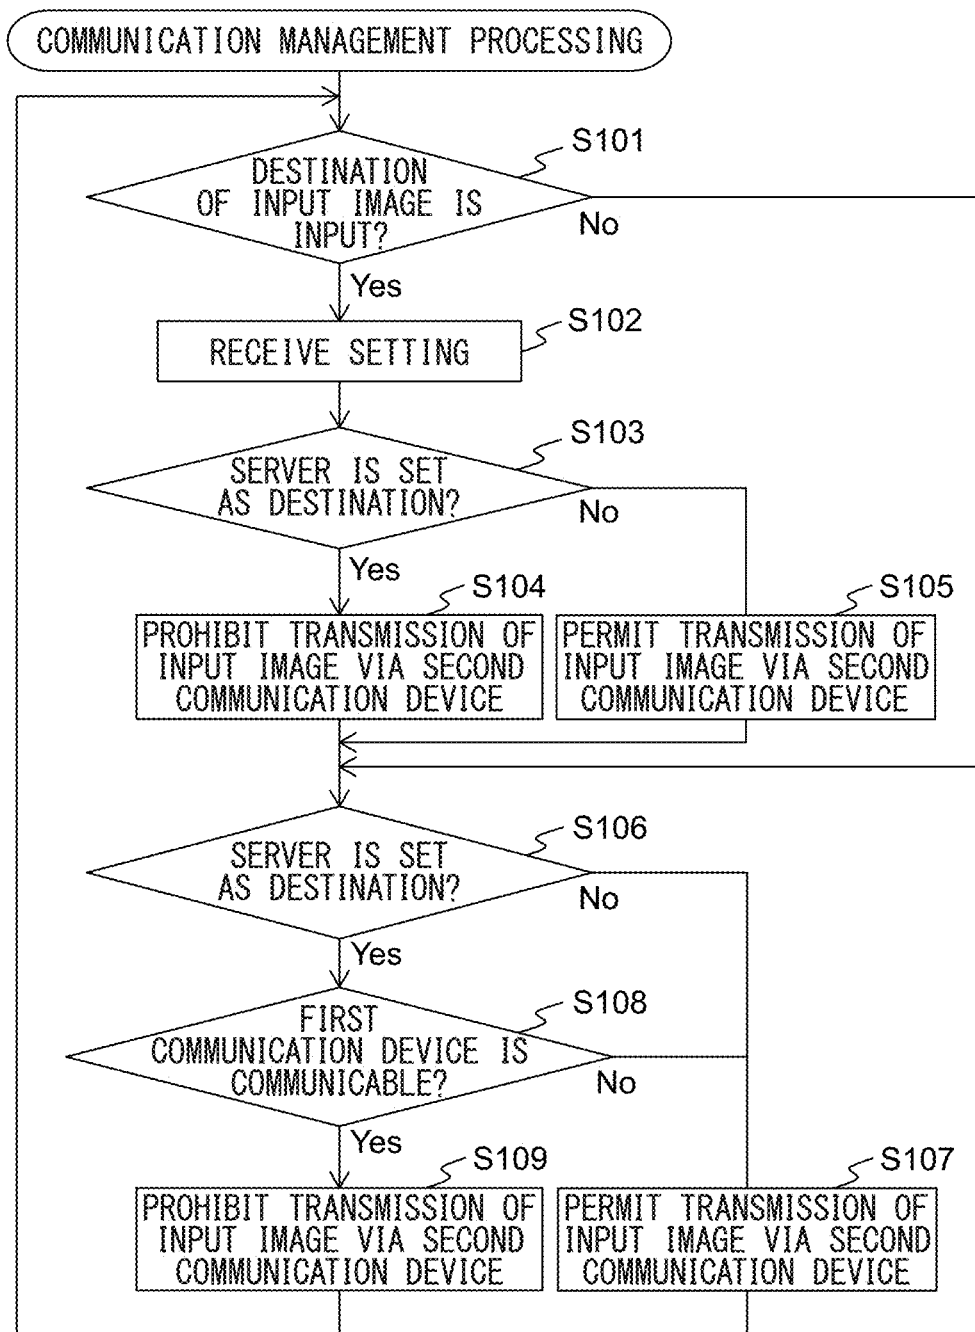 COMMUNICATION MANAGEMENT PROCESSING
S101
DESTINATION
OF INPUT IMAGE IS
INPUT?
No
Yes
S102
RECEIVE SETTING
S103
SERVER IS SET
AS DESTINATION?
No
Yes
S104
PROHIBIT TRANSMISSION OF
INPUT IMAGE VIA SECOND
COMMUNICATION DEVICE
S105
PERMIT TRANSMISSION OF
INPUT IMAGE VIA SECOND
COMMUNICATION DEVICE
S106
SERVER IS SET
AS DESTINATION?
No
Yes
S108
FIRST
COMMUNICATION DEVICE IS
COMMUNICABLE?
No
Yes
S109
PROHIBIT TRANSMISSION OF
INPUT IMAGE VIA SECOND
COMMUNICATION DEVICE
S107
PERMIT TRANSMISSION OF
INPUT IMAGE VIA SECOND
COMMUNICATION DEVICE